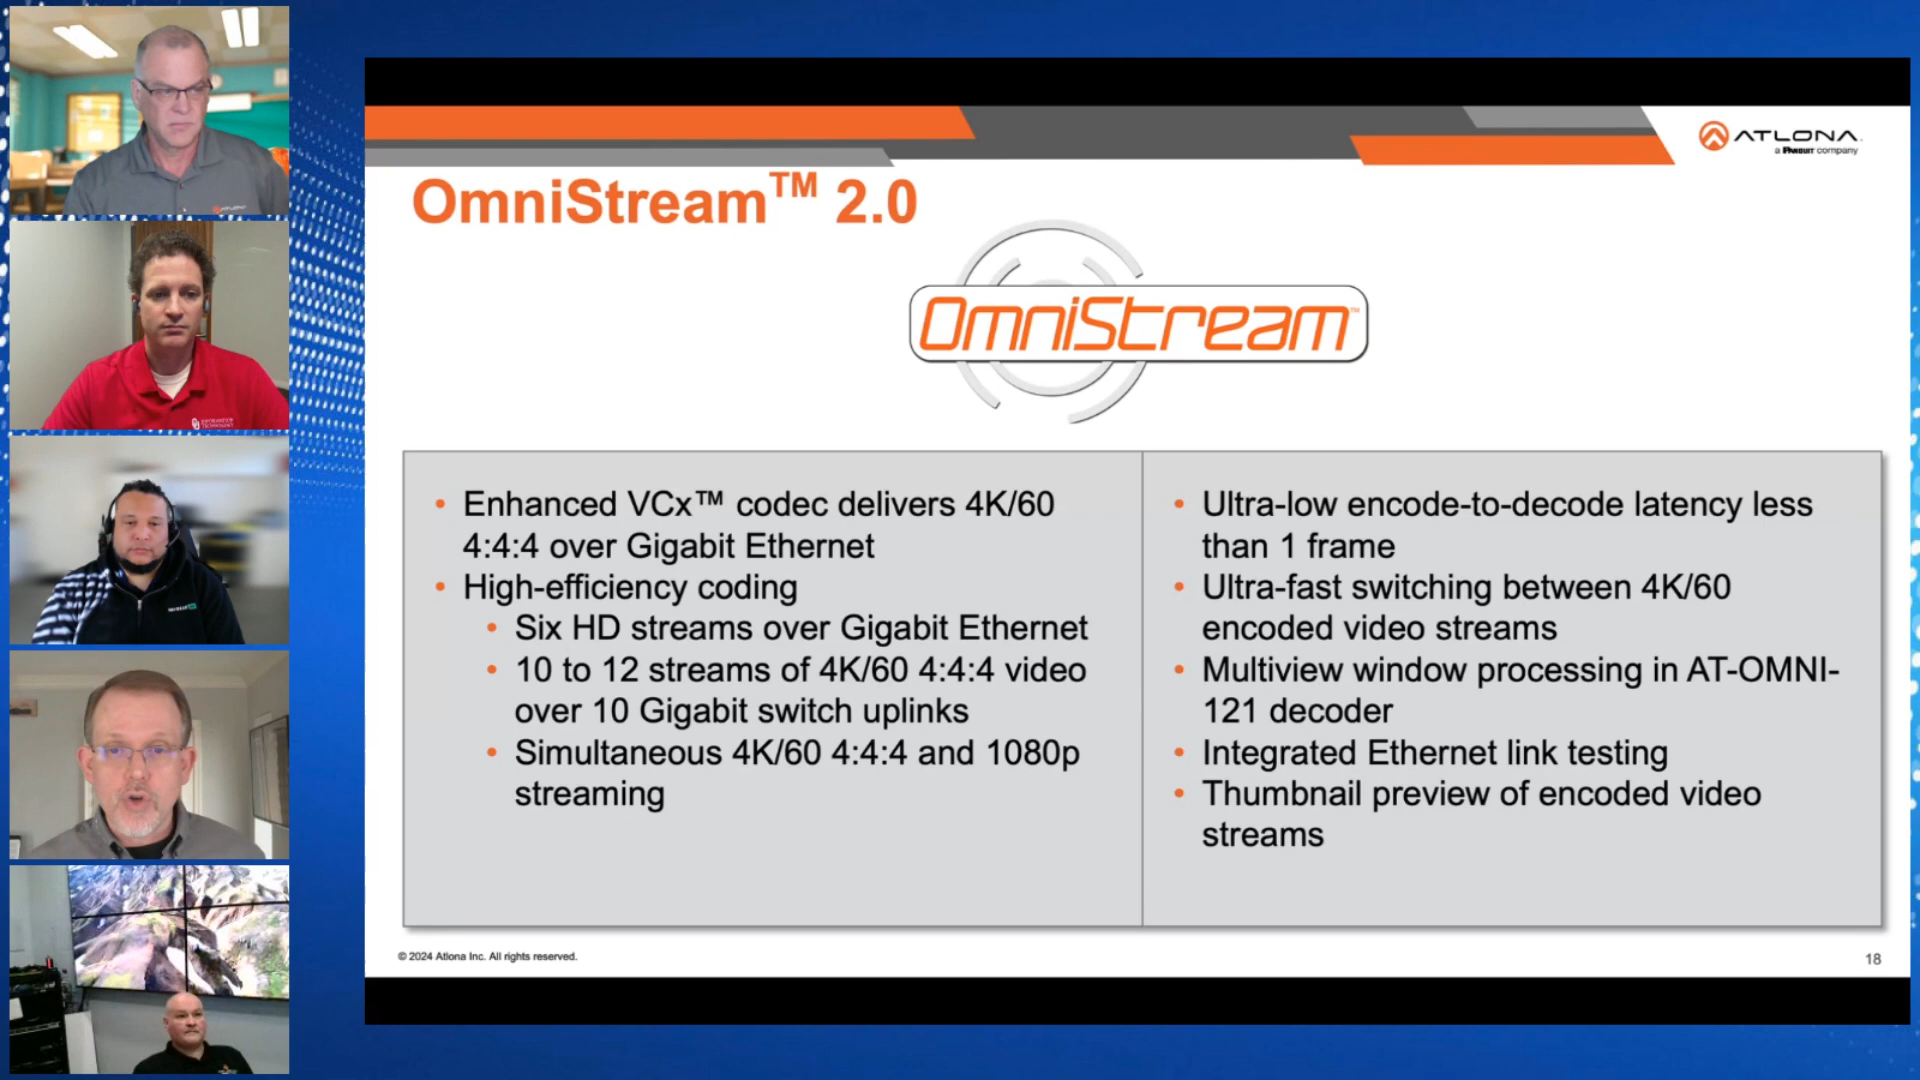 ATLONA
a PANDUIT company
OmniStream™ 2.0
OmniStream™
• Enhanced VCx™ codec delivers 4K/60
4:4:4 over Gigabit Ethernet
• High-efficiency coding
• Six HD streams over Gigabit Ethernet
• 10 to 12 streams of 4K/60 4:4:4 video
over 10 Gigabit switch uplinks
• Simultaneous 4K/60 4:4:4 and 1080p
streaming
• Ultra-low encode-to-decode latency less
than 1 frame
• Ultra-fast switching between 4K/60
encoded video streams
• Multiview window processing in AT-OMNI-
121 decoder
• Integrated Ethernet link testing
• Thumbnail preview of encoded video
streams
© 2024 Atlona Inc. All rights reserved.
18
ATLONA
INFORMATION
TECHNOLOGY